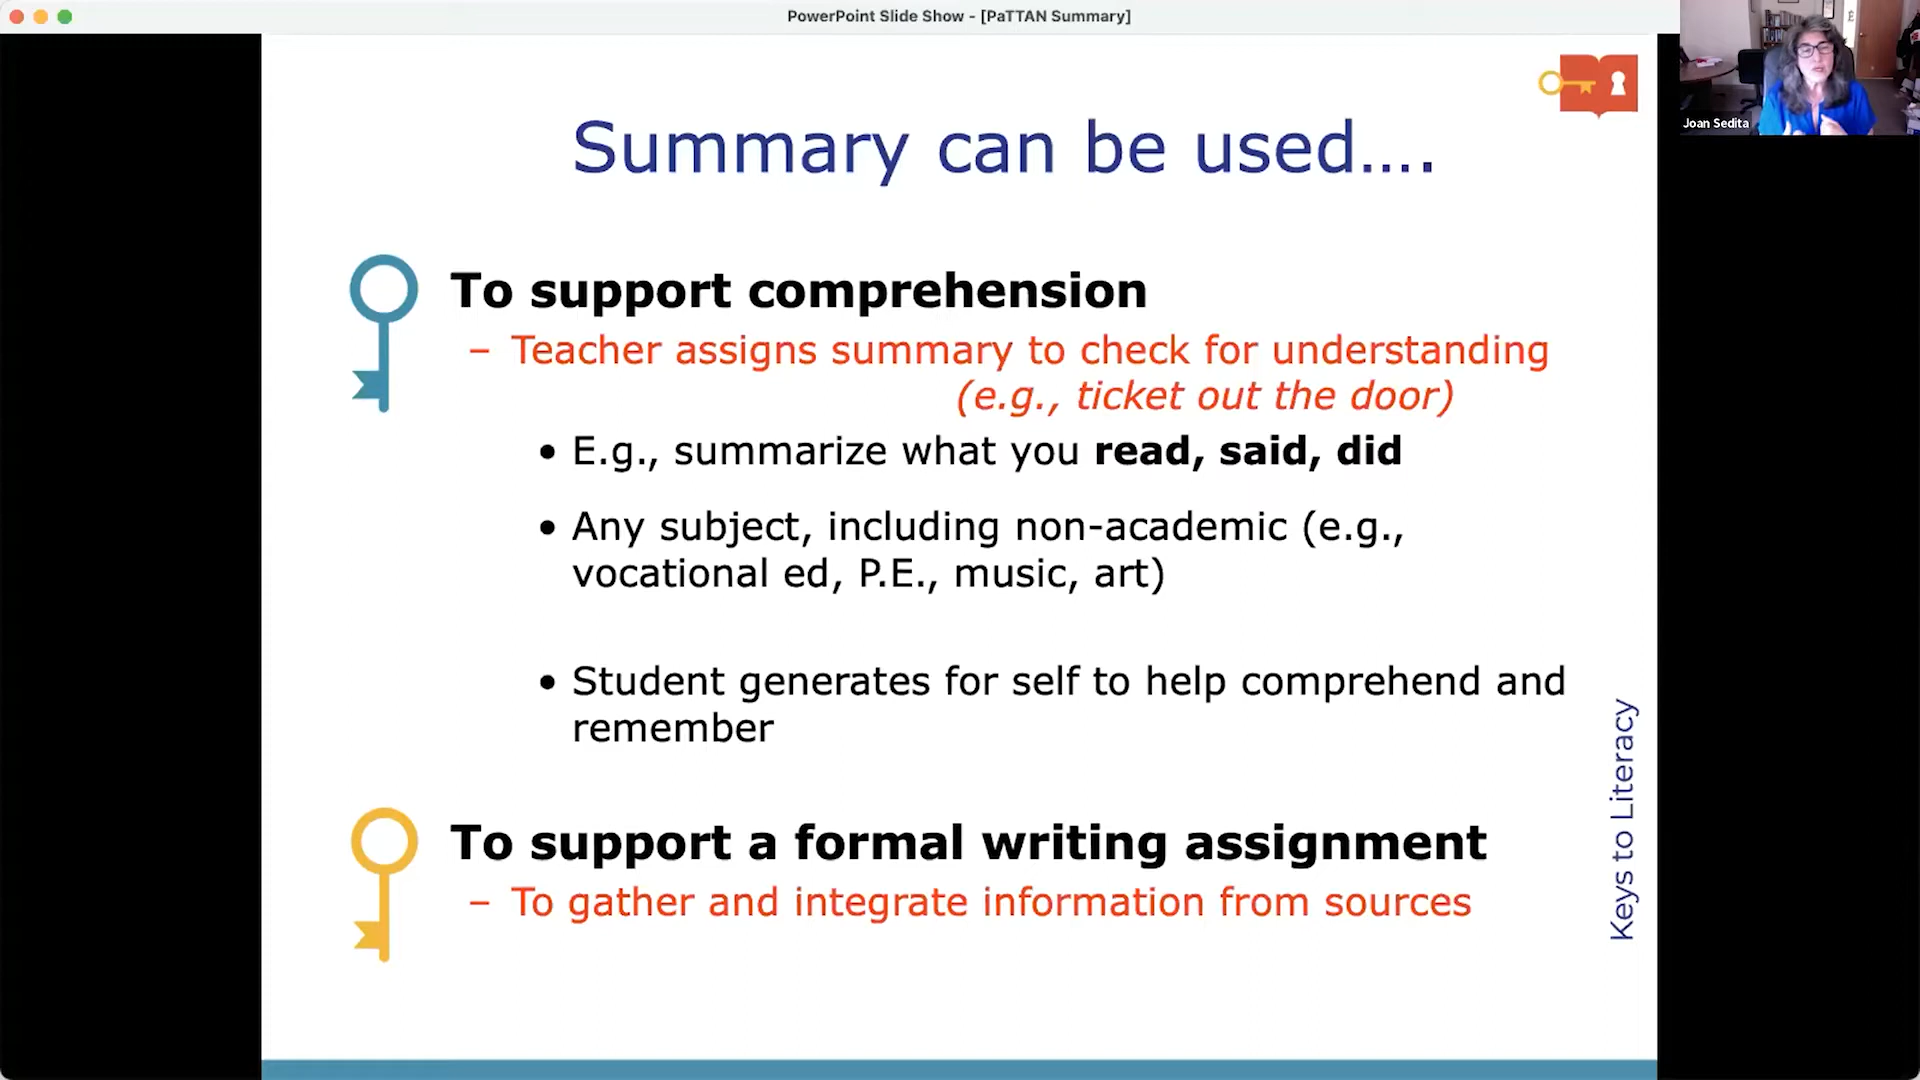 PowerPoint Slide Show - [PaTTAN Summary]
Joan Sedita
Summary can be used....
To support comprehension
– Teacher assigns summary to check for understanding
(e.g., ticket out the door)
• E.g., summarize what you read, said, did
• Any subject, including non-academic (e.g.,
vocational ed, P.E., music, art)
• Student generates for self to help comprehend and
remember
To support a formal writing assignment
– To gather and integrate information from sources
Keys to Literacy